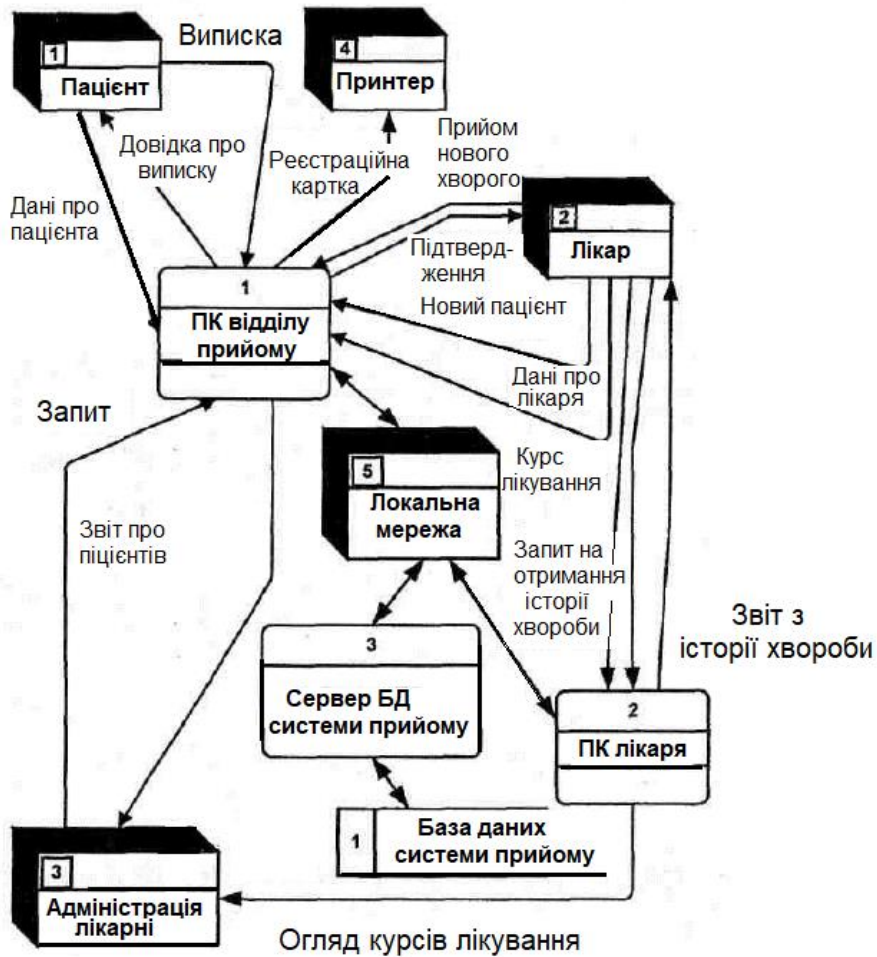 Виписка
1
Пацієнт
4
Принтер
Довідка про
виписку
Реєстраційна
картка
Прийом
нового
хворого
Дані про
пацієнта
2
Лікар
Підтверд-
ження
1
ПК відділу
прийому
Новий пацієнт
Дані про
лікаря
Запит
5
Локальна
мережа
Курс
лікування
Звіт про
піцієнтів
Запит на
отримання
історії
хвороби
Звіт з
історії хвороби
3
Сервер БД
системи прийому
2
ПК лікаря
1
База даних
системи прийому
3
Адміністрація
лікарні
Огляд курсів лікування